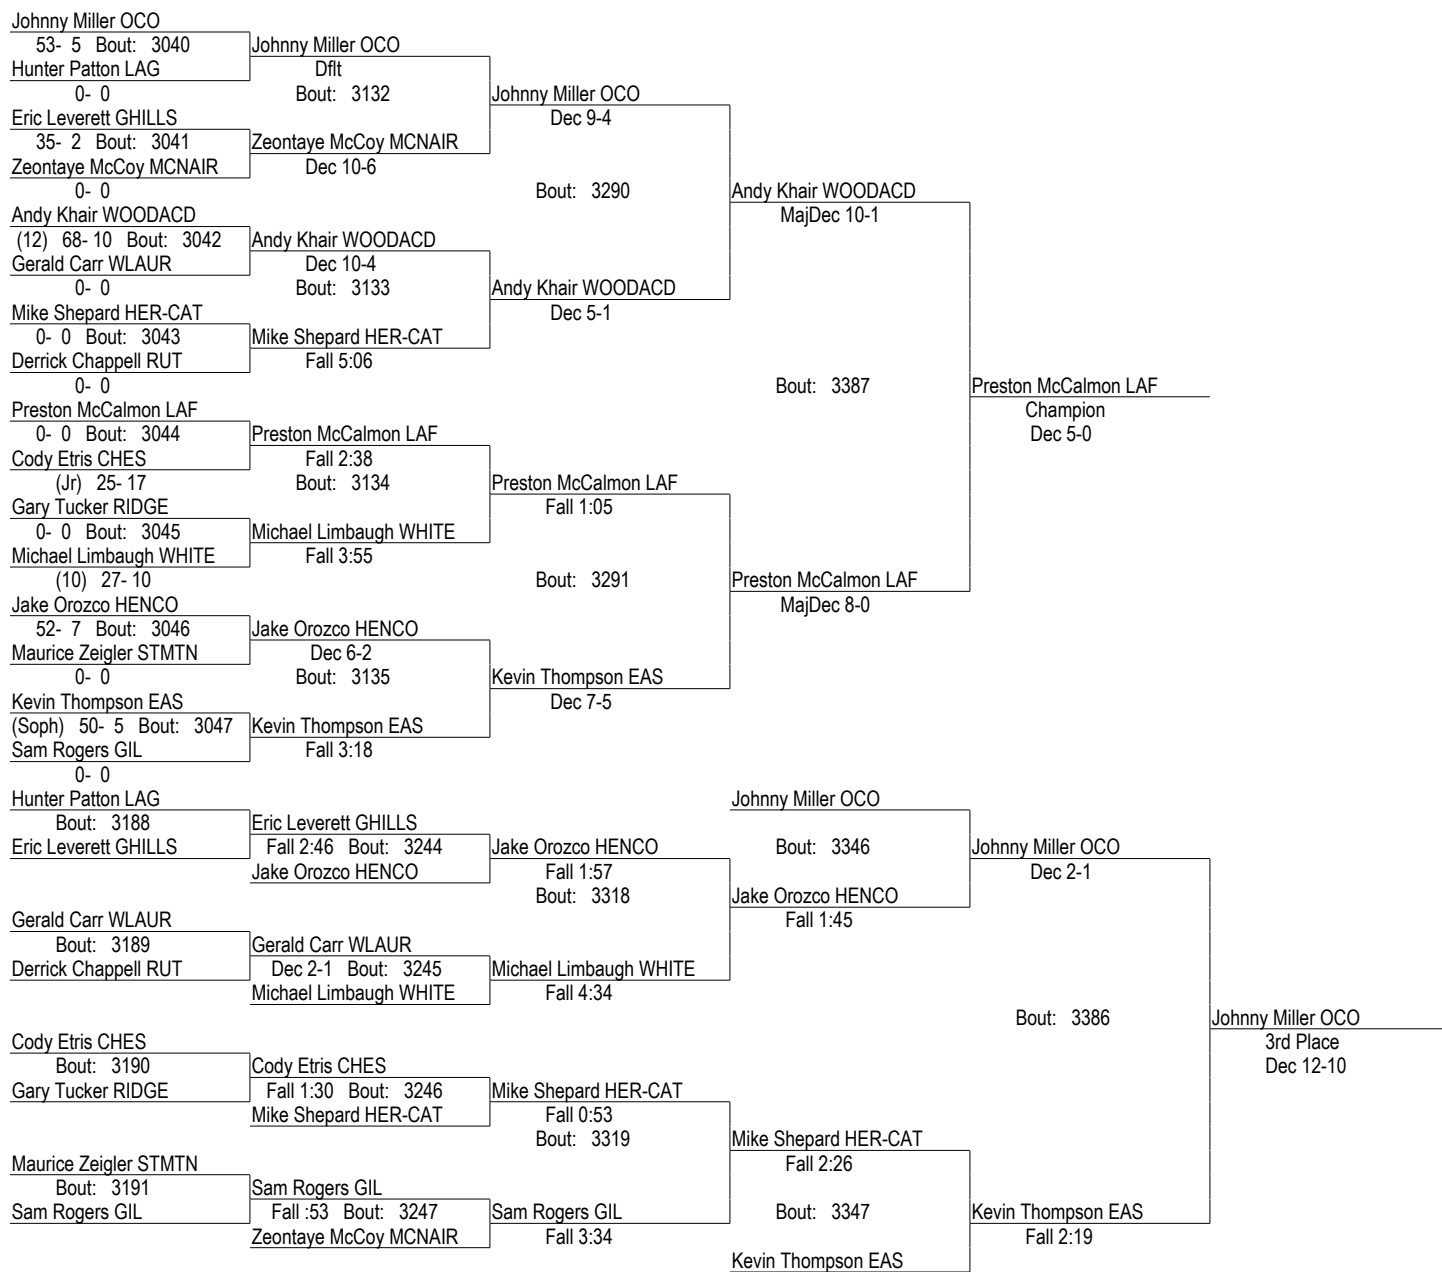 Johnny Miller OCO
53- 5 Bout: 3040 Johnny Miller OCO
Hunter Patton LAG Dflt
0- 0 Bout: 3132 Johnny Miller OCO
Eric Leverett GHILLS Dec 9-4
35- 2 Bout: 3041 Zeontaye McCoy MCNAIR
Zeontaye McCoy MCNAIR Dec 10-6
0- 0 Bout: 3290 Andy Khair WOODACD
Andy Khair WOODACD MajDec 10-1
(12) 68- 10 Bout: 3042 Andy Khair WOODACD
Gerald Carr WLAUR Dec 10-4
0- 0 Bout: 3133 Andy Khair WOODACD
Mike Shepard HER-CAT Dec 5-1
0- 0 Bout: 3043 Mike Shepard HER-CAT
Derrick Chappell RUT Fall 5:06
0- 0 Bout: 3387 Preston McCalmon LAF
Preston McCalmon LAF Champion
0- 0 Bout: 3044 Preston McCalmon LAF Dec 5-0
Cody Etris CHES Fall 2:38
(Jr) 25- 17 Bout: 3134 Preston McCalmon LAF
Gary Tucker RIDGE Fall 1:05
0- 0 Bout: 3045 Michael Limbaugh WHITE
Michael Limbaugh WHITE Fall 3:55
(10) 27- 10 Bout: 3291 Preston McCalmon LAF
Jake Orozco HENCO MajDec 8-0
52- 7 Bout: 3046 Jake Orozco HENCO
Maurice Zeigler STMTN Dec 6-2
0- 0 Bout: 3135 Kevin Thompson EAS
Kevin Thompson EAS Dec 7-5
(Soph) 50- 5 Bout: 3047 Kevin Thompson EAS
Sam Rogers GIL Fall 3:18
0- 0
Hunter Patton LAG Johnny Miller OCO
Bout: 3188 Eric Leverett GHILLS
Eric Leverett GHILLS Fall 2:46 Bout: 3244 Jake Orozco HENCO Bout: 3346 Johnny Miller OCO
Jake Orozco HENCO Fall 1:57 Dec 2-1
Bout: 3318 Jake Orozco HENCO
Gerald Carr WLAUR Fall 1:45
Bout: 3189 Gerald Carr WLAUR
Derrick Chappell RUT Dec 2-1 Bout: 3245 Michael Limbaugh WHITE
Michael Limbaugh WHITE Fall 4:34
Bout: 3386 Johnny Miller OCO
Cody Etris CHES 3rd Place
Bout: 3190 Cody Etris CHES Dec 12-10
Gary Tucker RIDGE Fall 1:30 Bout: 3246 Mike Shepard HER-CAT
Mike Shepard HER-CAT Fall 0:53
Bout: 3319 Mike Shepard HER-CAT
Maurice Zeigler STMTN Fall 2:26
Bout: 3191 Sam Rogers GIL
Sam Rogers GIL Fall :53 Bout: 3247 Sam Rogers GIL Bout: 3347 Kevin Thompson EAS
Zeontaye McCoy MCNAIR Fall 3:34 Fall 2:19
Kevin Thompson EAS